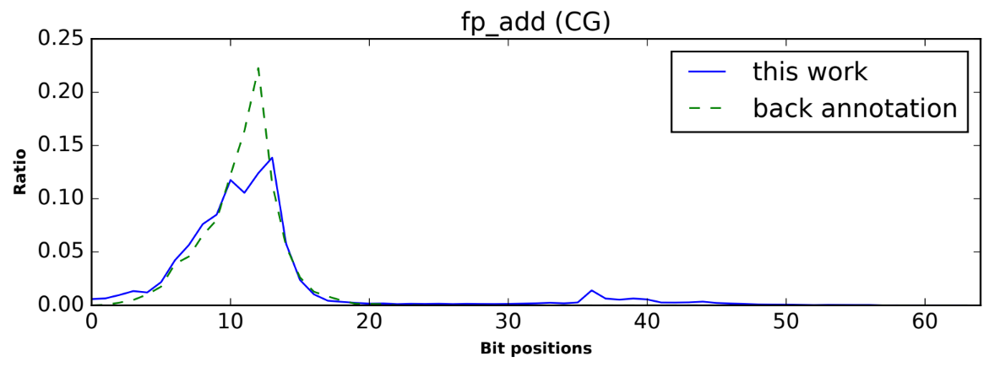 fp_add (CG)
0.25
0.20
0.15
0.10
0.05
0.00
Ratio
this work
back annotation
0 10 20 30 40 50 60
Bit positions